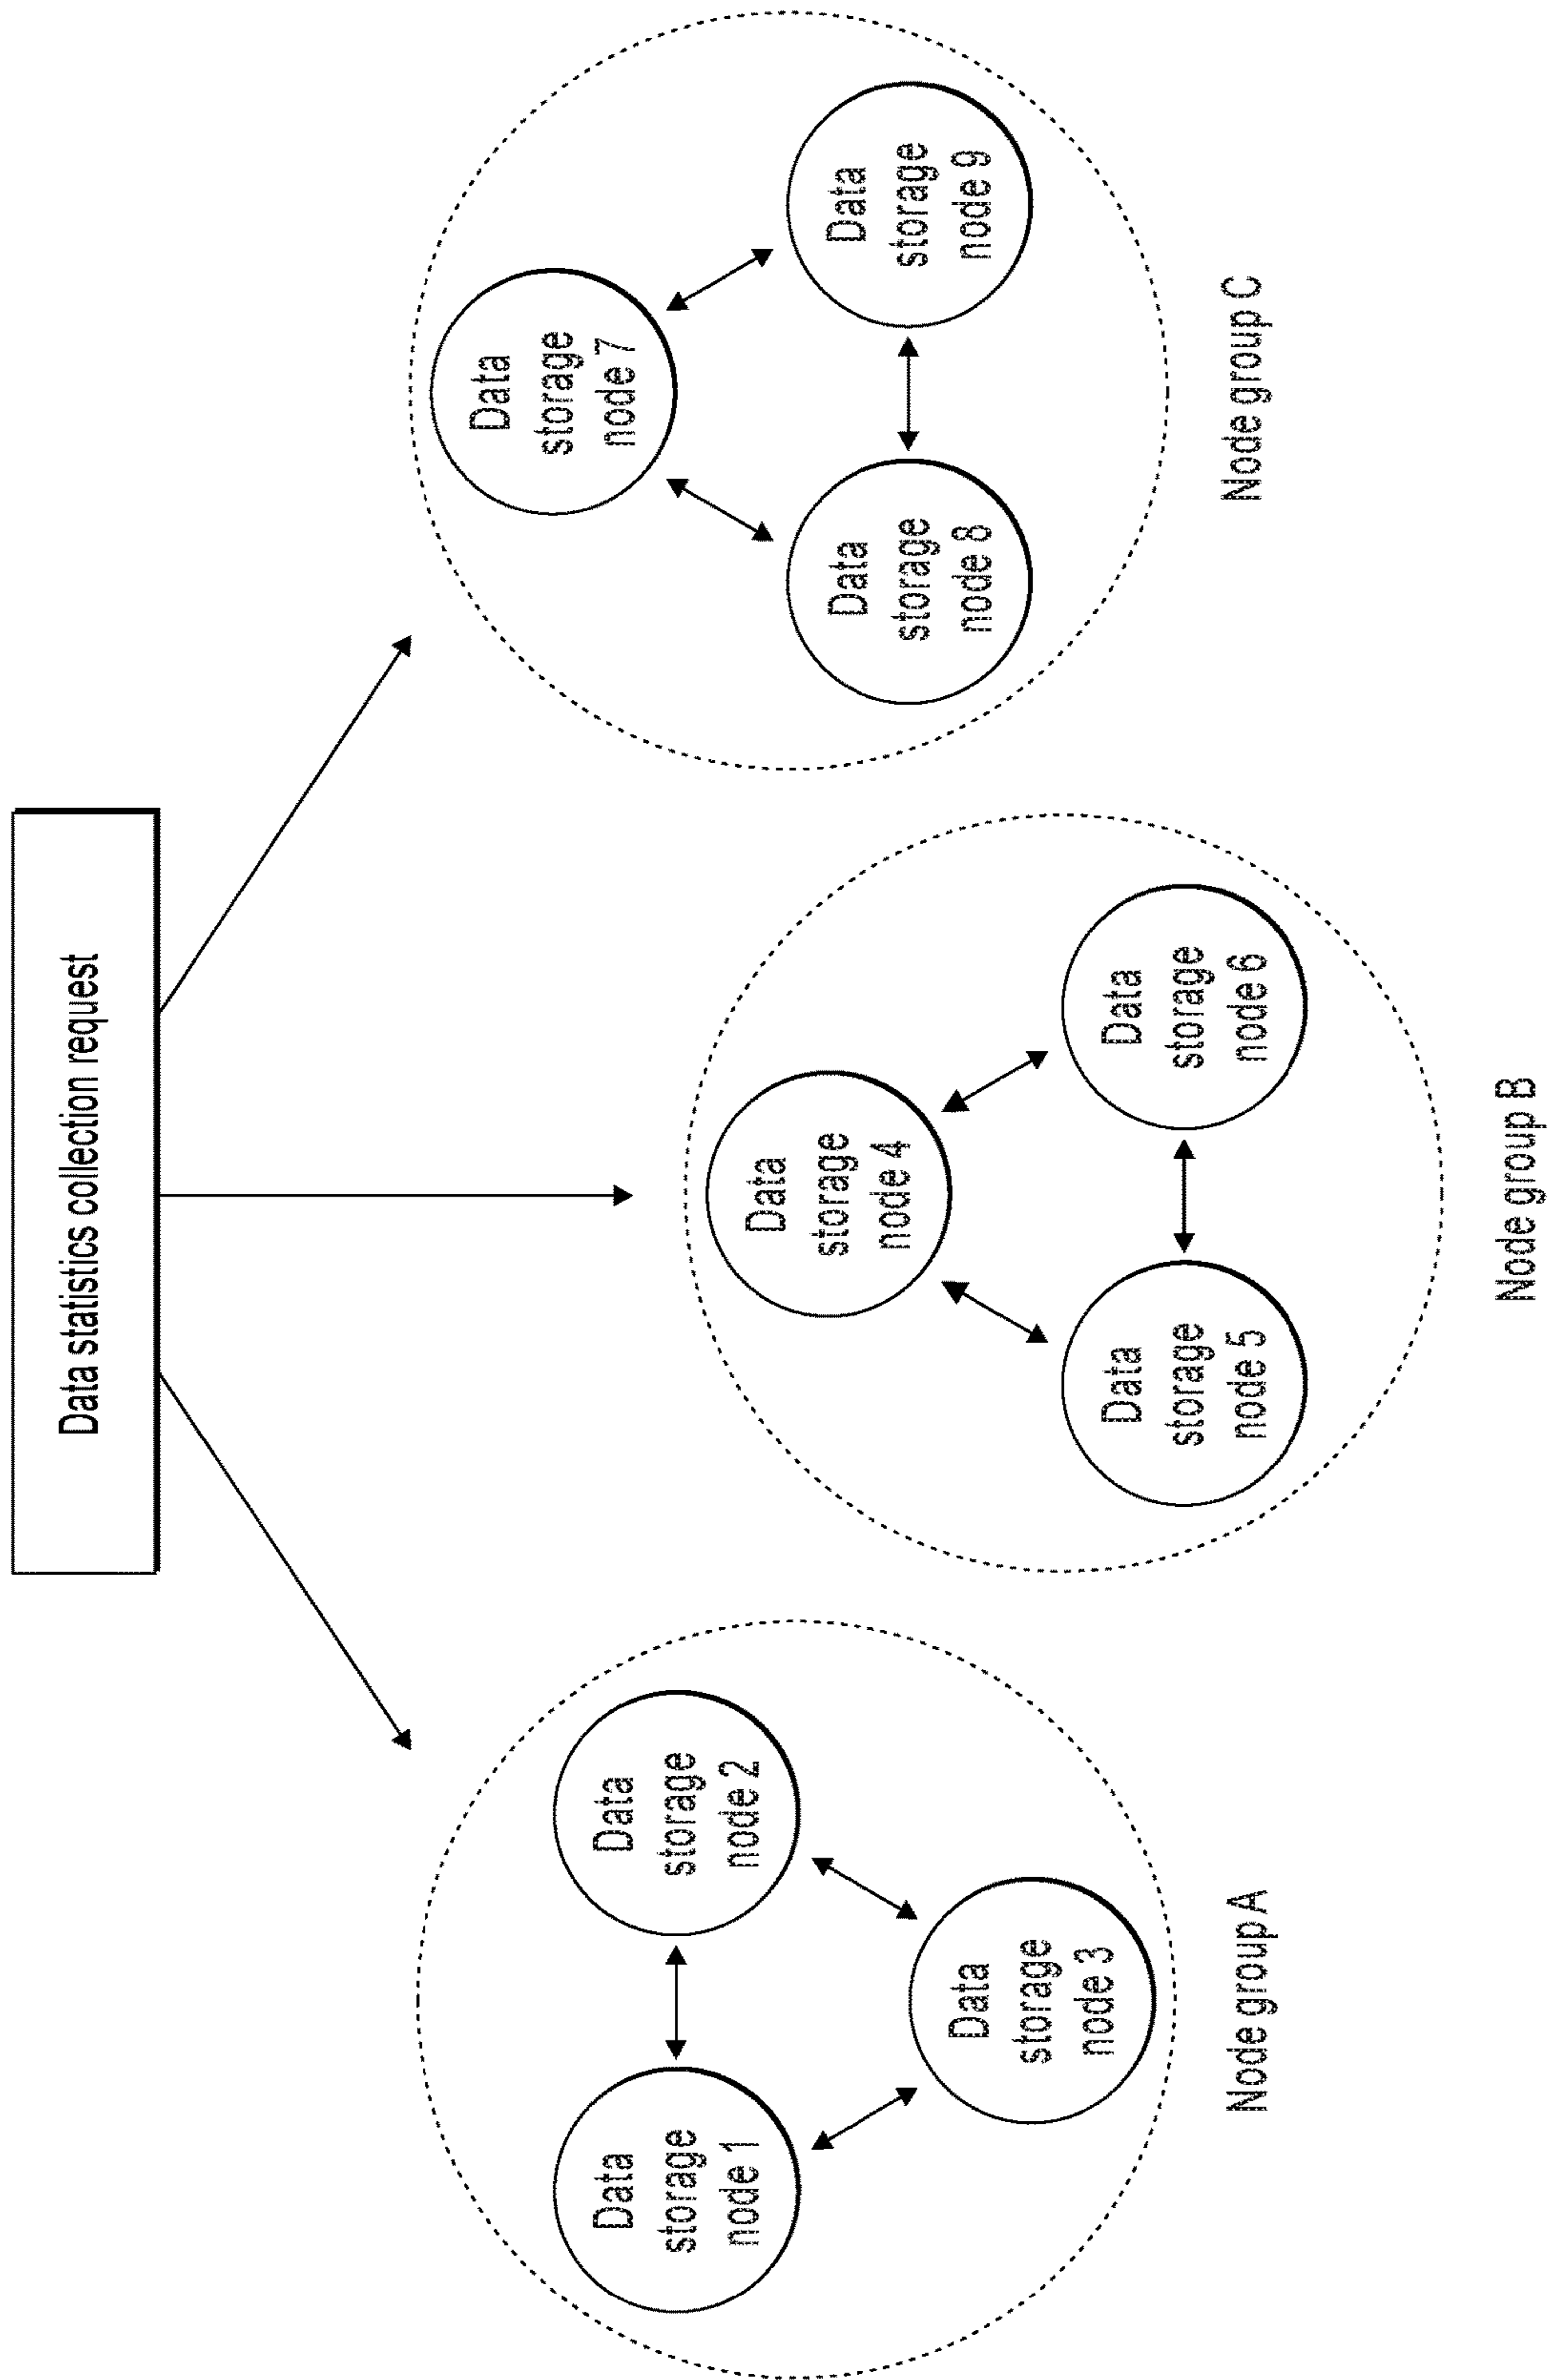 Data statistics collection request
Data
storage
node 1
Data
storage
node 2
Data
storage
node 3
Node group A
Data
storage
node 4
Data
storage
node 5
Data
storage
node 6
Node group B
Data
storage
node 7
Data
storage
node 8
Data
storage
node 9
Node group C